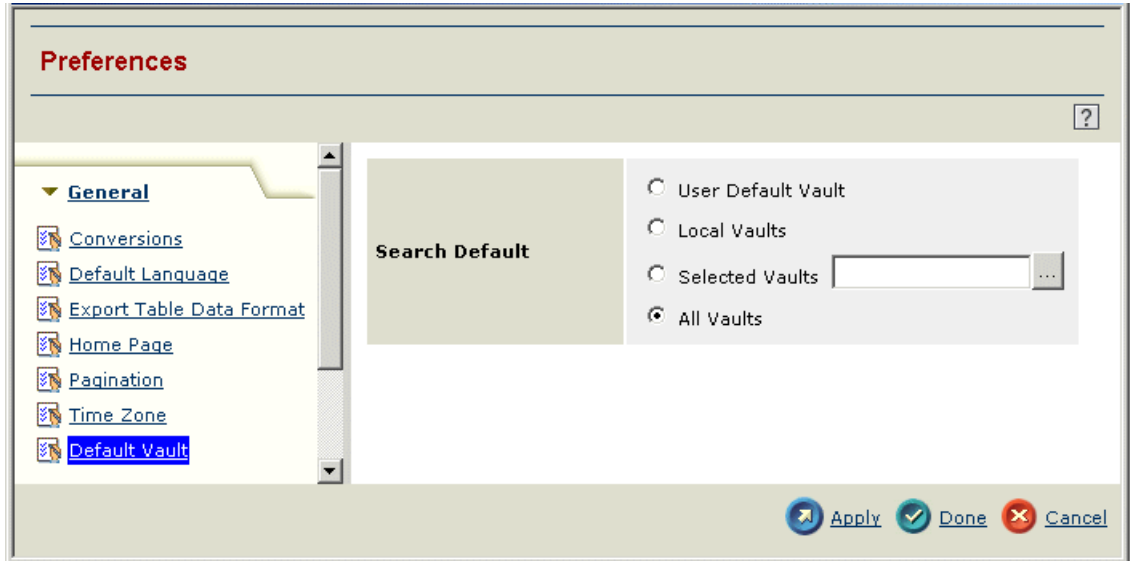 Preferences
?
General
Conversions
Default Language
Export Table Data Format
Home Page
Pagination
Time Zone
Default Vault
Search Default
User Default Vault
Local Vaults
Selected Vaults ...
All Vaults
Apply Done Cancel